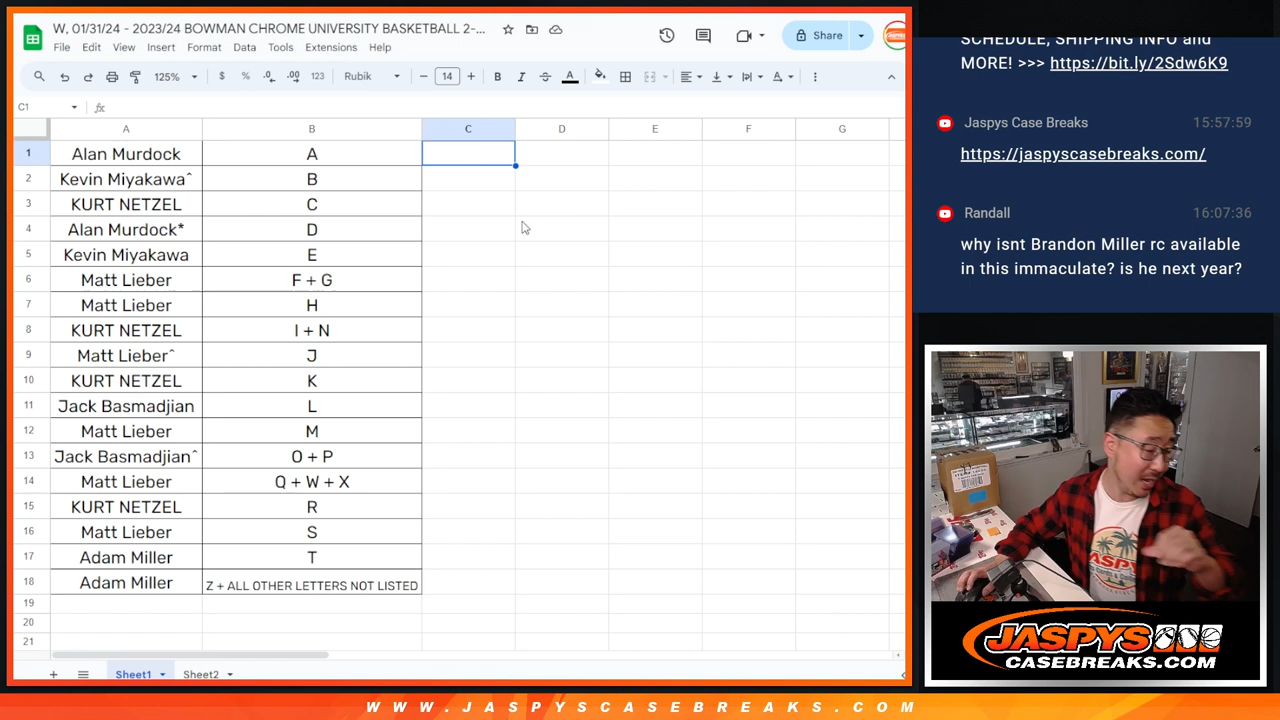 W, 01/31/24 - 2023/24 BOWMAN CHROME UNIVERSITY BASKETBALL 2-...
File Edit View Insert Format Data Tools Extensions Help
Share
125% $ % .0 .00 123 Rubik 14 B I A
C1 fx
A B C D E F G
1 Alan Murdock A
2 Kevin Miyakawa^ B
3 KURT NETZEL C
4 Alan Murdock* D
5 Kevin Miyakawa E
6 Matt Lieber F + G
7 Matt Lieber H
8 KURT NETZEL I + N
9 Matt Lieber^ J
10 KURT NETZEL K
11 Jack Basmadjian L
12 Matt Lieber M
13 Jack Basmadjian^ O + P
14 Matt Lieber Q + W + X
15 KURT NETZEL R
16 Matt Lieber S
17 Adam Miller T
18 Adam Miller Z + ALL OTHER LETTERS NOT LISTED
19
20
21
Sheet1 Sheet2
SCHEDULE, SHIPPING INFO and
MORE! >>> https://bit.ly/2Sdw6K9
Jaspys Case Breaks 15:57:59
https://jaspyscasebreaks.com/
Randall 16:07:36
why isnt Brandon Miller rc available
in this immaculate? is he next year?
JASPYS
CASEBREAKS.COM
WWW.JASPYSCASEBREAKS.COM